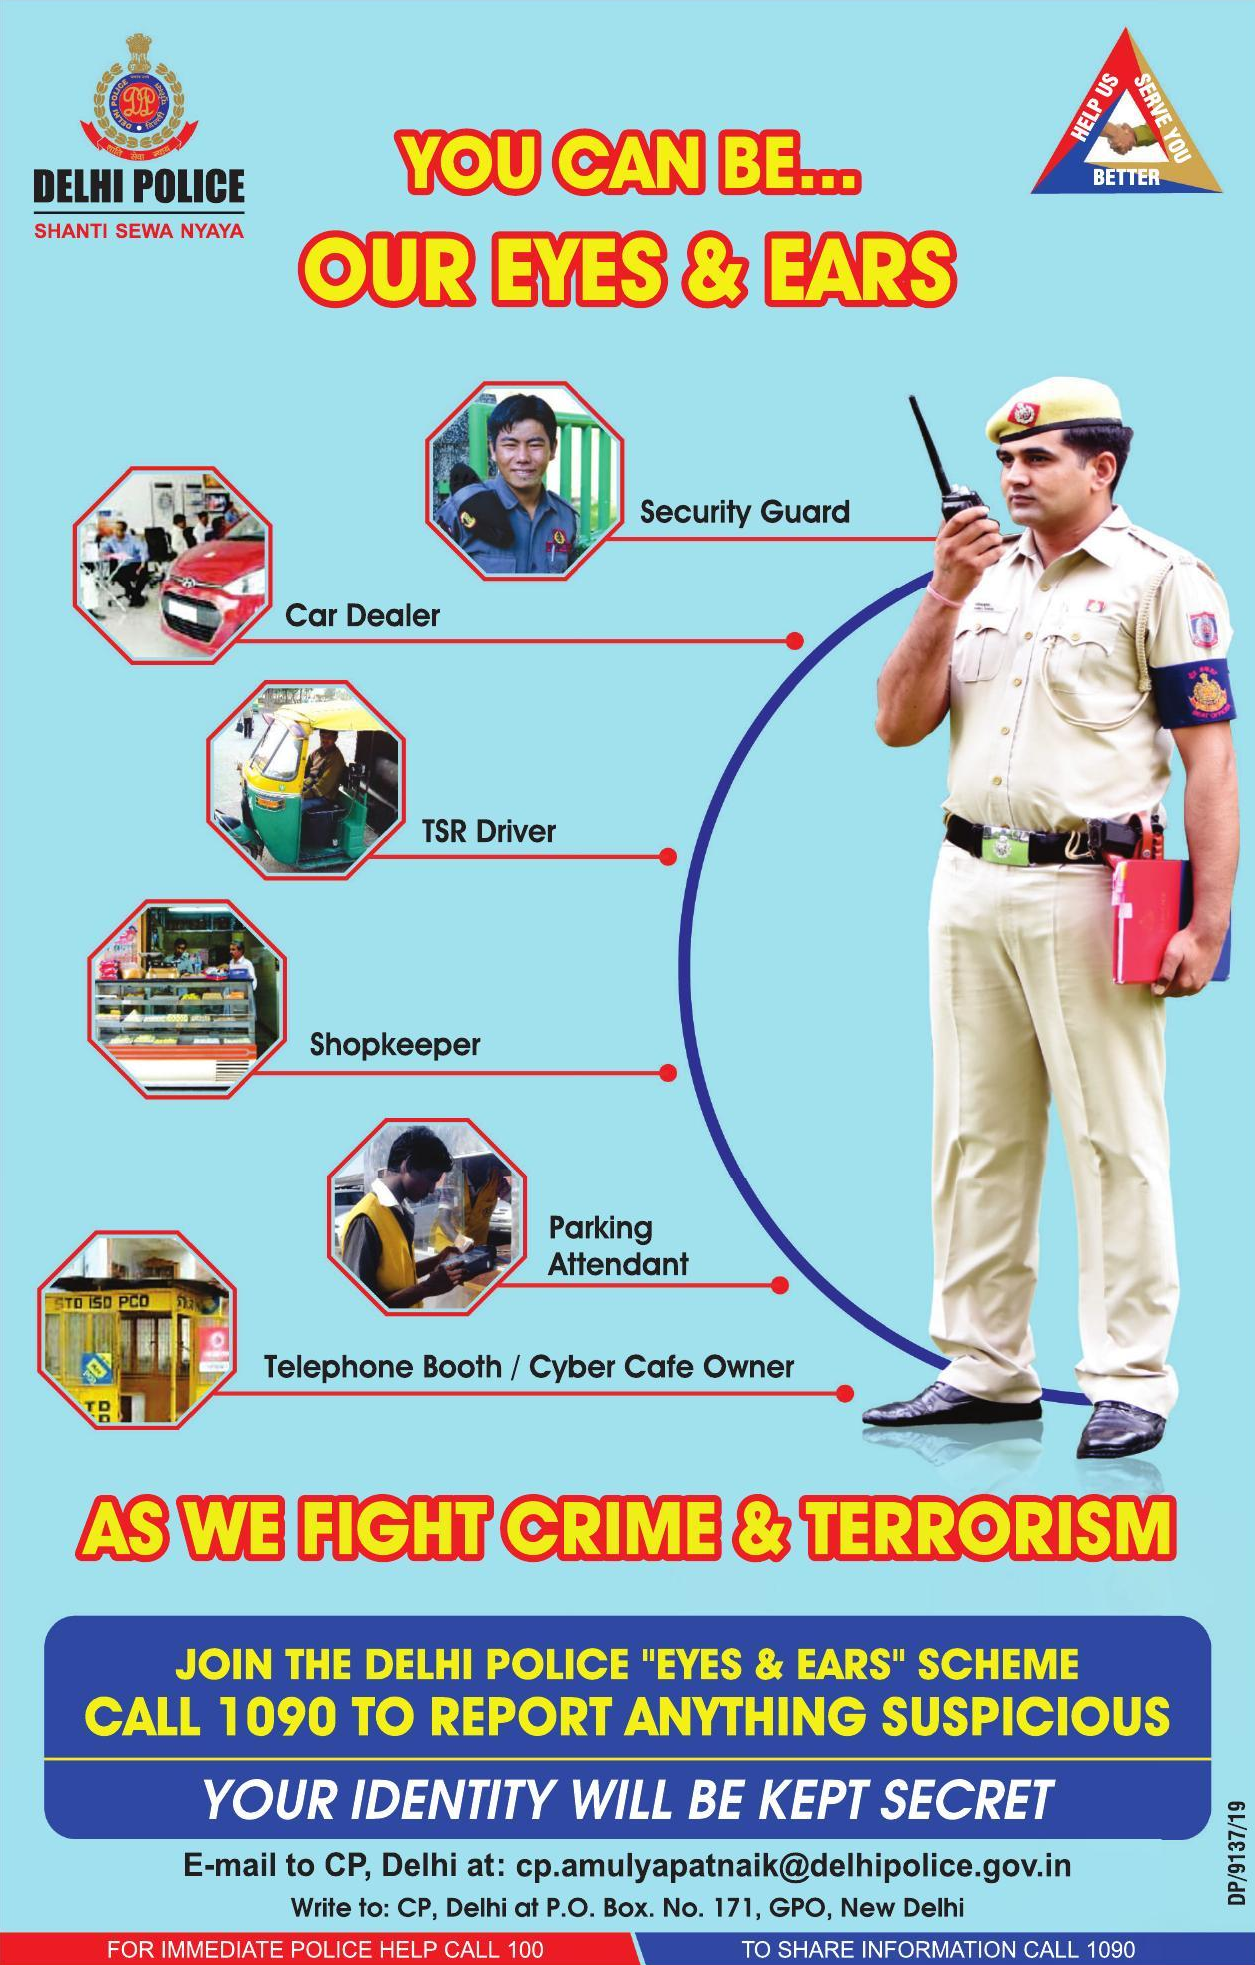 DELHI POLICE
SHANTI SEWA NYAYA
HELP US
SERVE YOU
BETTER
YOU CAN BE...
OUR EYES & EARS
Security Guard
Car Dealer
TSR Driver
Shopkeeper
Parking
Attendant
STD ISD PCO
Telephone Booth / Cyber Cafe Owner
AS WE FIGHT CRIME & TERRORISM
JOIN THE DELHI POLICE "EYES & EARS" SCHEME
CALL 1090 TO REPORT ANYTHING SUSPICIOUS
YOUR IDENTITY WILL BE KEPT SECRET
E-mail to CP, Delhi at: cp.amulyapatnaik@delhipolice.gov.in
Write to: CP, Delhi at P.O. Box. No. 171, GPO, New Delhi
DP/9137/19
FOR IMMEDIATE POLICE HELP CALL 100
TO SHARE INFORMATION CALL 1090